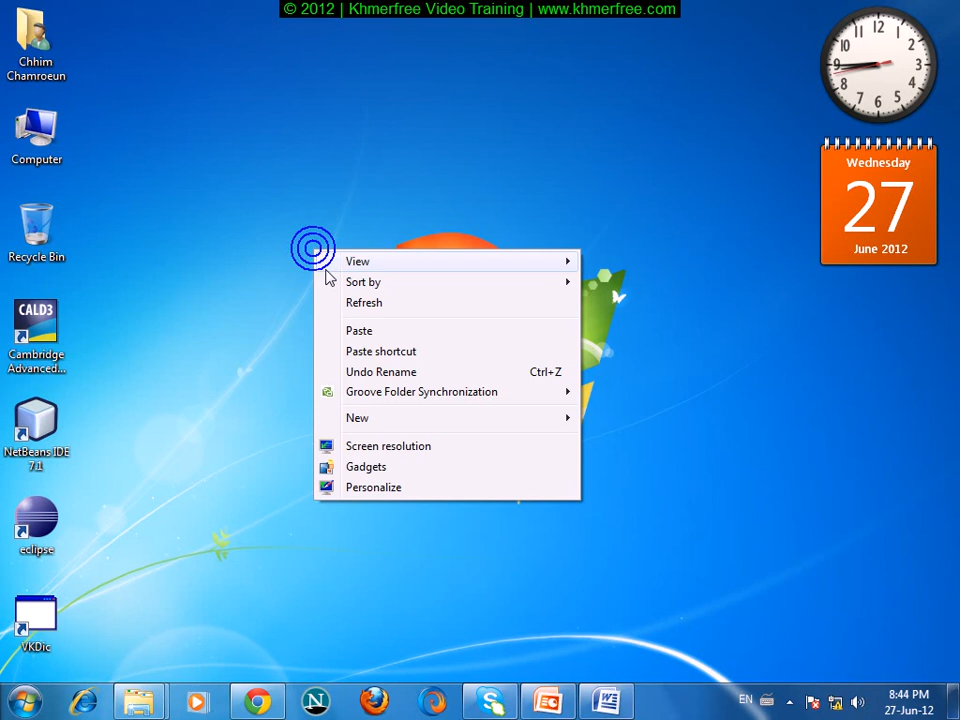 © 2012 | Khmerfree Video Training | www.khmerfree.com
Chhim
Chamroeun
Computer
Recycle Bin
CALD3
Cambridge
Advanced...
NetBeans IDE
7.1
eclipse
VKDic
12
1
2
3
4
5
6
7
8
9
10
11
Wednesday
27
June 2012
View
Sort by
Refresh
Paste
Paste shortcut
Undo Rename Ctrl+Z
Groove Folder Synchronization
New
Screen resolution
Gadgets
Personalize
EN
8:44 PM
27-Jun-12